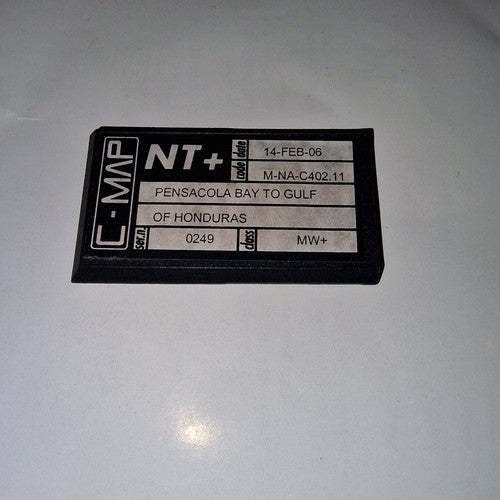 C-MAP
NT+
date 14-FEB-06
code M-NA-C402.11
PENSACOLA BAY TO GULF
OF HONDURAS
ser.n. 0249 class MW+